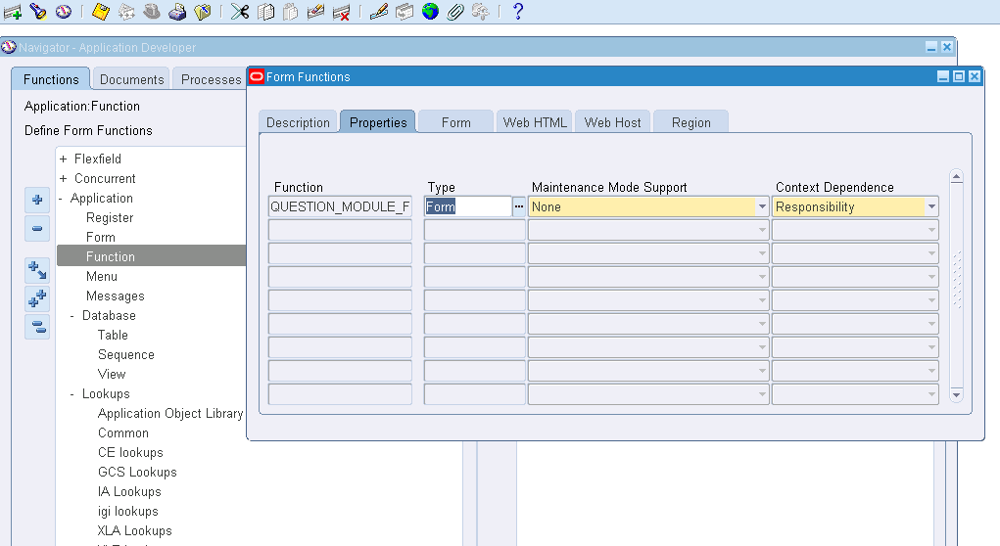 ?
Navigator - Application Developer
Functions
Documents
Processes
Application:Function
Define Form Functions
+ Flexfield
+ Concurrent
- Application
Register
Form
Function
Menu
Messages
- Database
Table
Sequence
View
- Lookups
Application Object Library
Common
CE lookups
GCS Lookups
IA Lookups
igi lookups
XLA Lookups
Form Functions
Description
Properties
Form
Web HTML
Web Host
Region
Function
Type
Maintenance Mode Support
Context Dependence
QUESTION_MODULE_F
Form
...
None
Responsibility